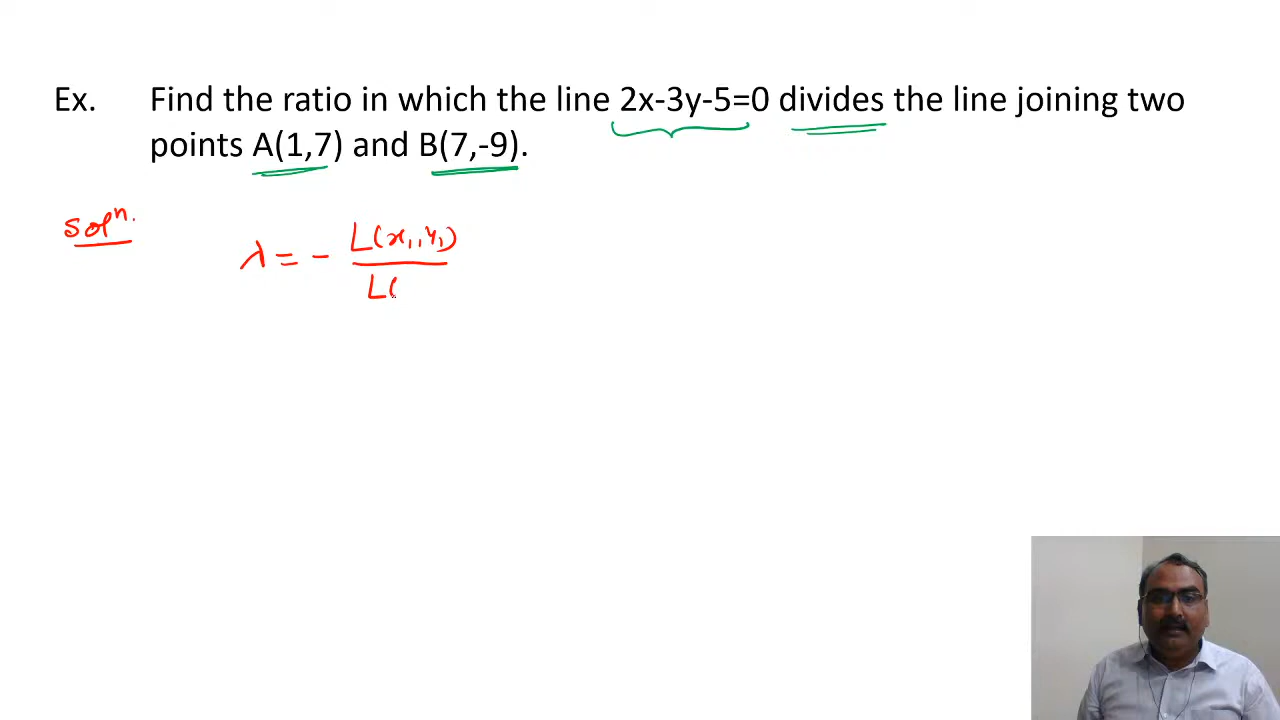 Ex. Find the ratio in which the line 2x-3y-5=0 divides the line joining two
points A(1,7) and B(7,-9).
Solⁿ.
λ = - L(x₁, y₁)
L(